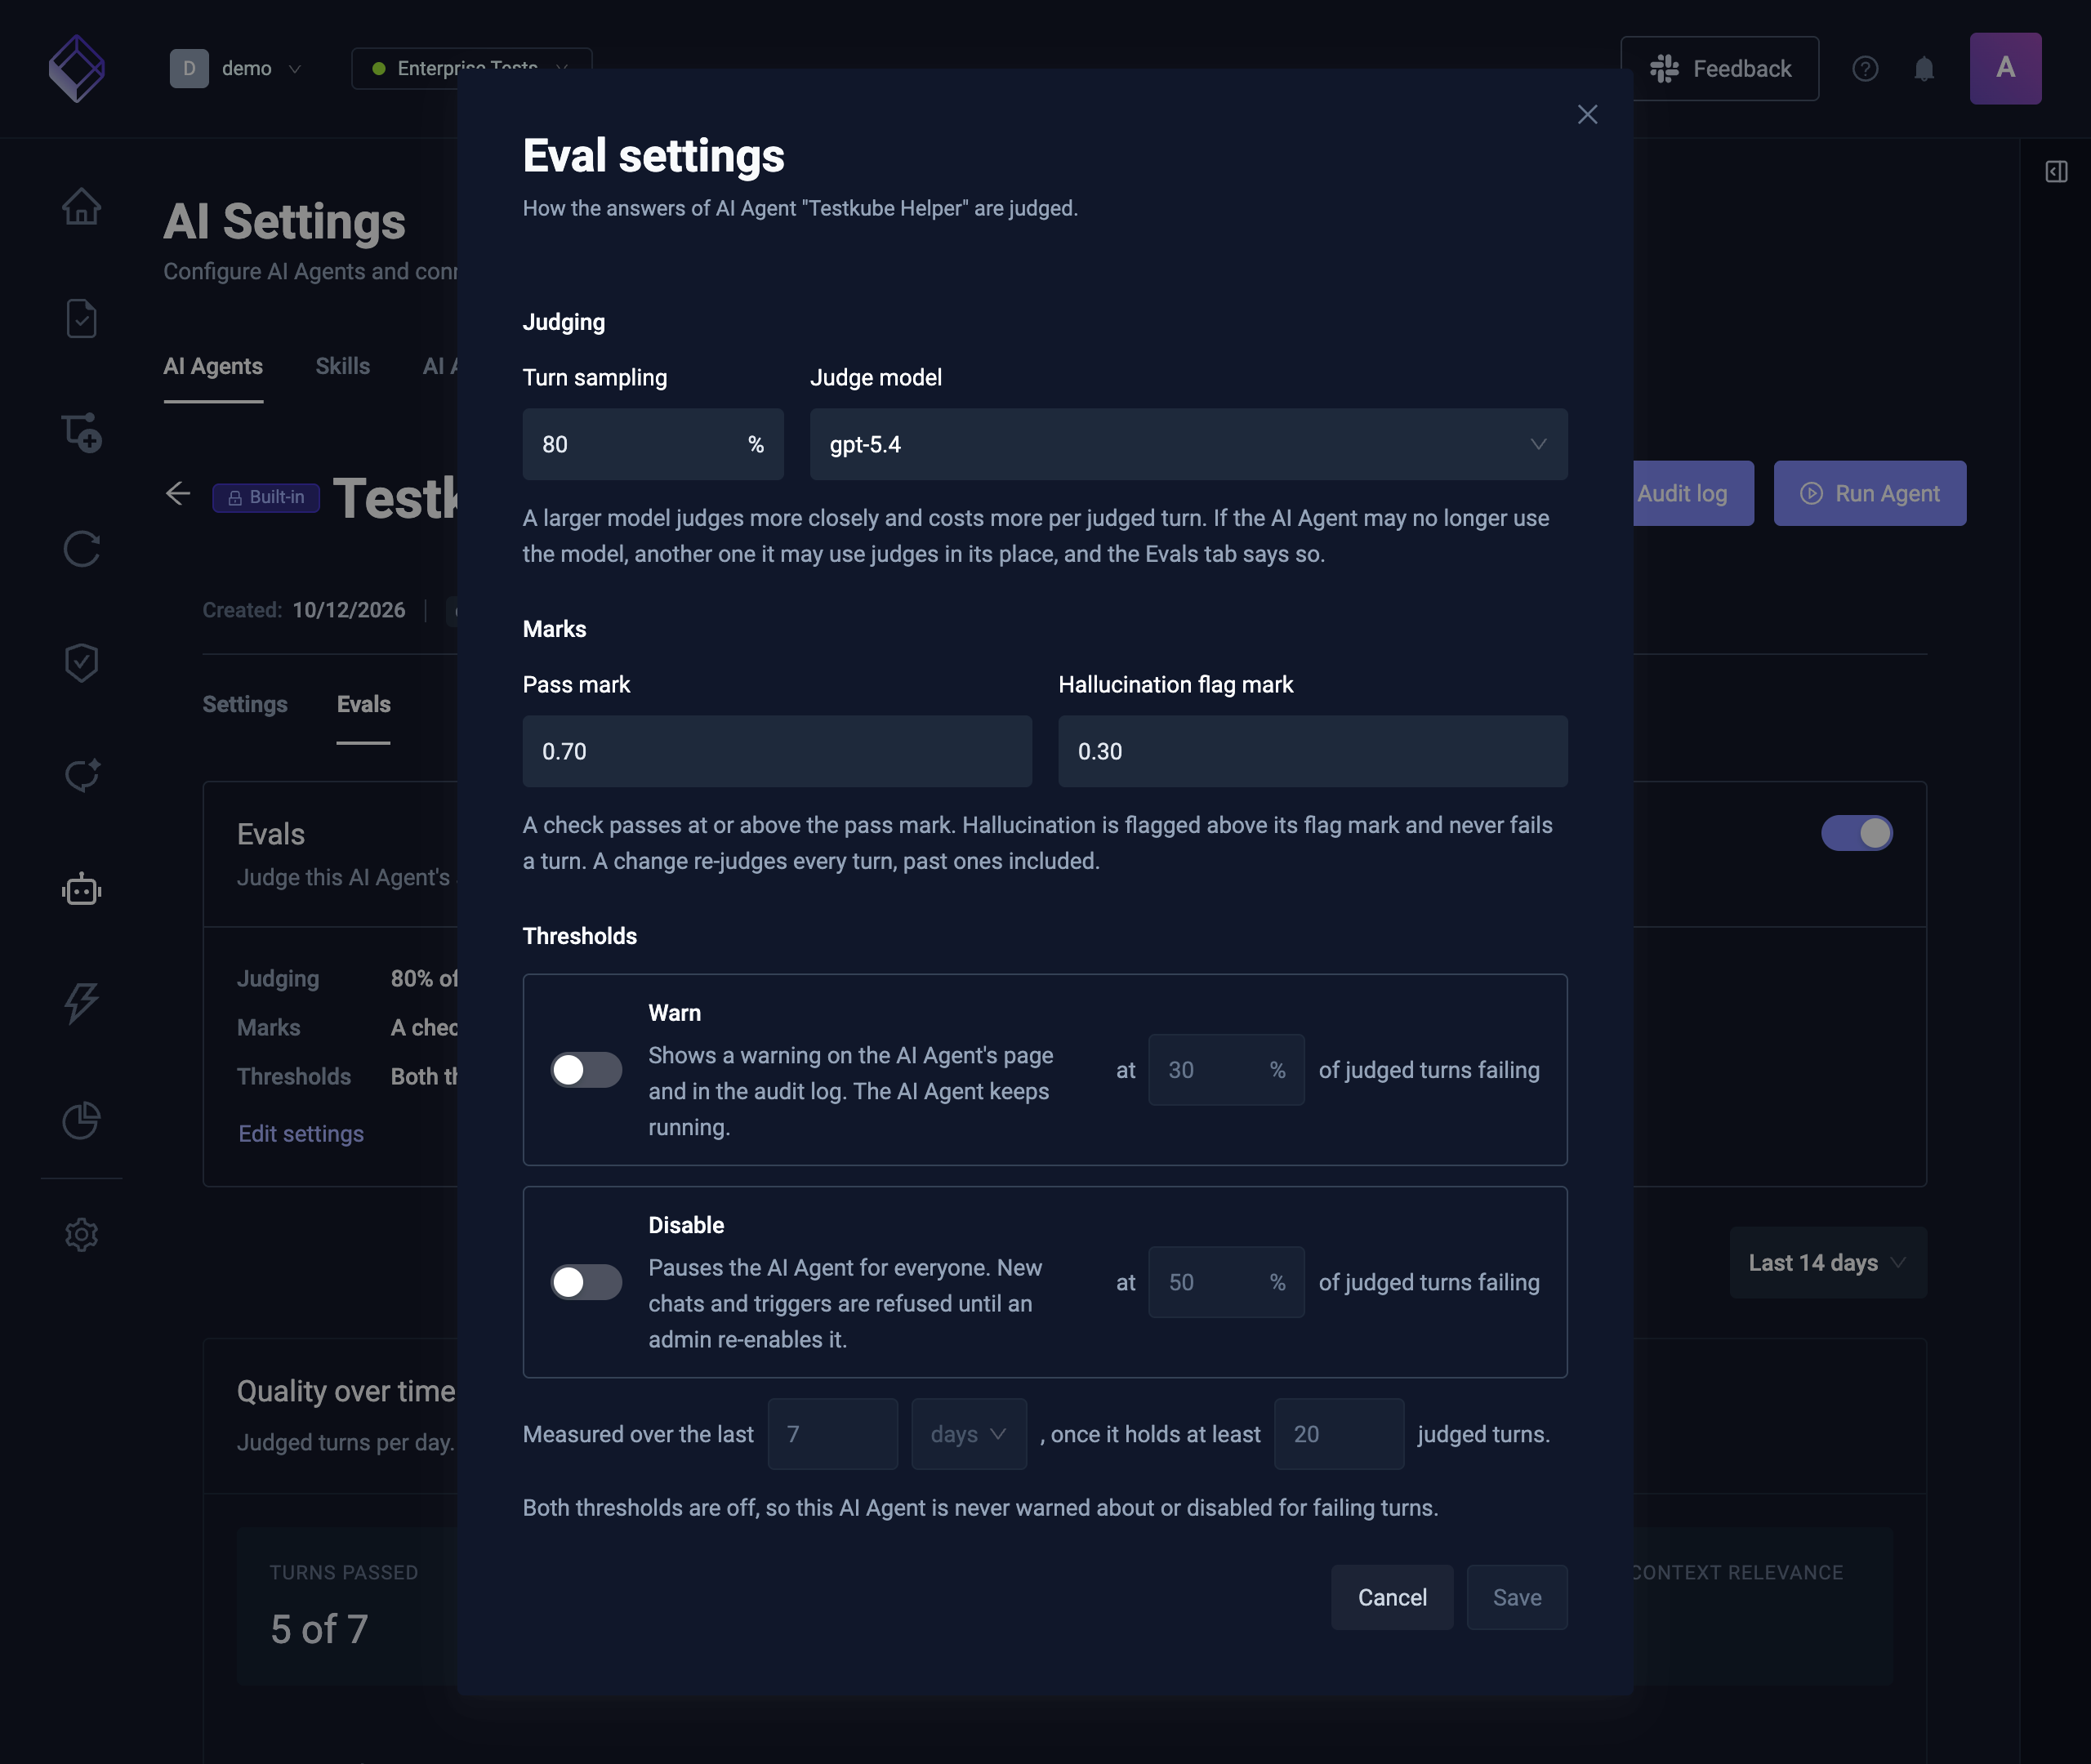 D demo
Enterprise Tests
Feedback
A
Eval settings
How the answers of AI Agent "Testkube Helper" are judged.
AI Settings
Configure AI Agents and
AI Agents Skills AI
Built-in
Audit log
Run Agent
Created: 10/12/2026
Settings Evals
Evals
Judge this AI Agent's
Judging 80%
Marks A
Thresholds Both
Edit settings
Last 14 days
Quality over time
Judged turns per day.
TURNS PASSED
5 of 7
CONTEXT RELEVANCE
Judging
Turn sampling Judge model
80 % gpt-5.4
A larger model judges more closely and costs more per judged turn. If the AI Agent may no longer use
the model, another one it may use judges in its place, and the Evals tab says so.
Marks
Pass mark Hallucination flag mark
0.70 0.30
A check passes at or above the pass mark. Hallucination is flagged above its flag mark and never fails
a turn. A change re-judges every turn, past ones included.
Thresholds
Warn
Shows a warning on the AI Agent's page
and in the audit log. The AI Agent keeps
running.
at 30 % of judged turns failing
Disable
Pauses the AI Agent for everyone. New
chats and triggers are refused until an
admin re-enables it.
at 50 % of judged turns failing
Measured over the last 7 days , once it holds at least 20 judged turns.
Both thresholds are off, so this AI Agent is never warned about or disabled for failing turns.
Cancel Save